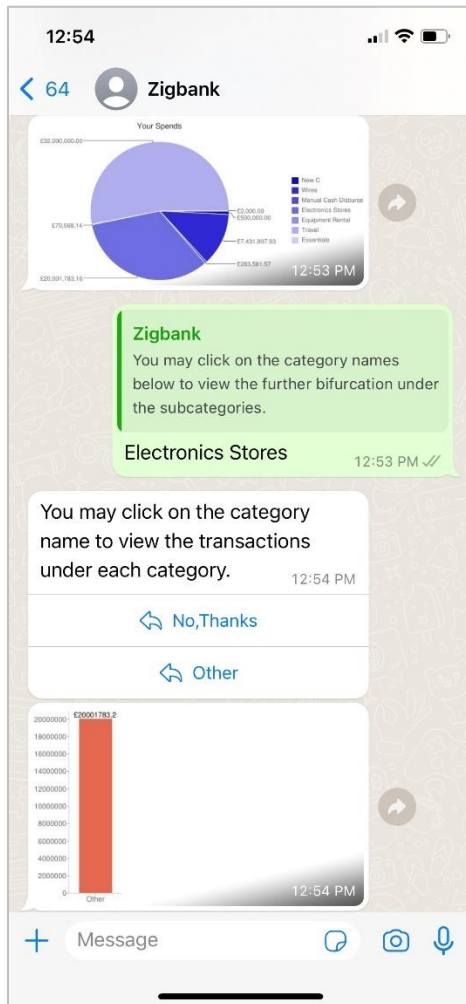 12:54
64
Zigbank
Your Spends
£32,000,000.00
£2,000.00
£500,000.00
£79,568.14
£7,431,807.93
£283,581.57
£20,001,783.16
New C
Wires
Manual Cash Disburse
Electronics Stores
Equipment Rental
Travel
Essentials
12:53 PM
Zigbank
You may click on the category names
below to view the further bifurcation under
the subcategories.
Electronics Stores
12:53 PM
You may click on the category
name to view the transactions
under each category.
12:54 PM
No,Thanks
Other
£20001783.2
20000000
18000000
16000000
14000000
12000000
10000000
8000000
6000000
4000000
2000000
0
Other
12:54 PM
Message